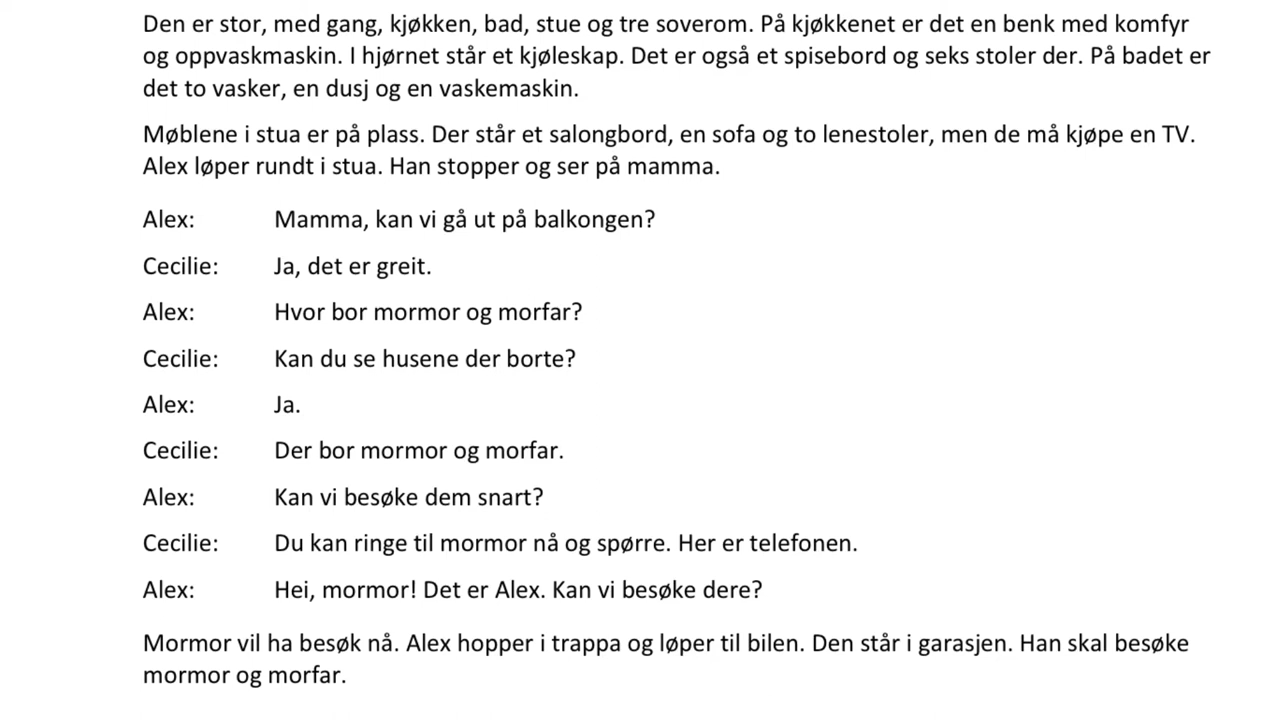 Den er stor, med gang, kjøkken, bad, stue og tre soverom. På kjøkkenet er det en benk med komfyr
og oppvaskmaskin. I hjørnet står et kjøleskap. Det er også et spisebord og seks stoler der. På badet er
det to vasker, en dusj og en vaskemaskin.
Møblene i stua er på plass. Der står et salongbord, en sofa og to lenestoler, men de må kjøpe en TV.
Alex løper rundt i stua. Han stopper og ser på mamma.
Alex: Mamma, kan vi gå ut på balkongen?
Cecilie: Ja, det er greit.
Alex: Hvor bor mormor og morfar?
Cecilie: Kan du se husene der borte?
Alex: Ja.
Cecilie: Der bor mormor og morfar.
Alex: Kan vi besøke dem snart?
Cecilie: Du kan ringe til mormor nå og spørre. Her er telefonen.
Alex: Hei, mormor! Det er Alex. Kan vi besøke dere?
Mormor vil ha besøk nå. Alex hopper i trappa og løper til bilen. Den står i garasjen. Han skal besøke
mormor og morfar.